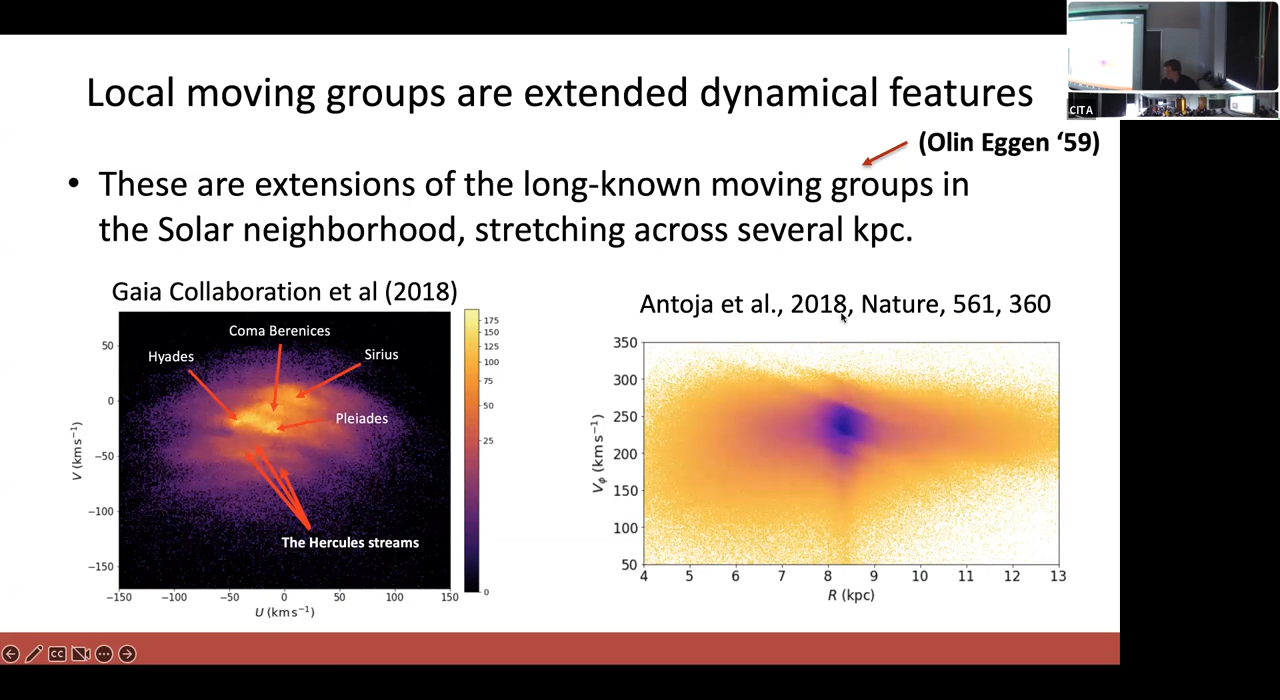 Local moving groups are extended dynamical features
(Olin Eggen ‘59)
• These are extensions of the long-known moving groups in
the Solar neighborhood, stretching across several kpc.
Gaia Collaboration et al (2018)
Antoja et al., 2018, Nature, 561, 360
Coma Berenices
Hyades
Sirius
Pleiades
The Hercules streams
50
0
−50
−100
−150
V (km s⁻¹)
−150 −100 −50 0 50 100 150
U (km s⁻¹)
175
150
125
100
75
50
25
0
350
300
250
200
150
100
50
Vϕ (km s⁻¹)
4 5 6 7 8 9 10 11 12 13
R (kpc)
CITA
CC